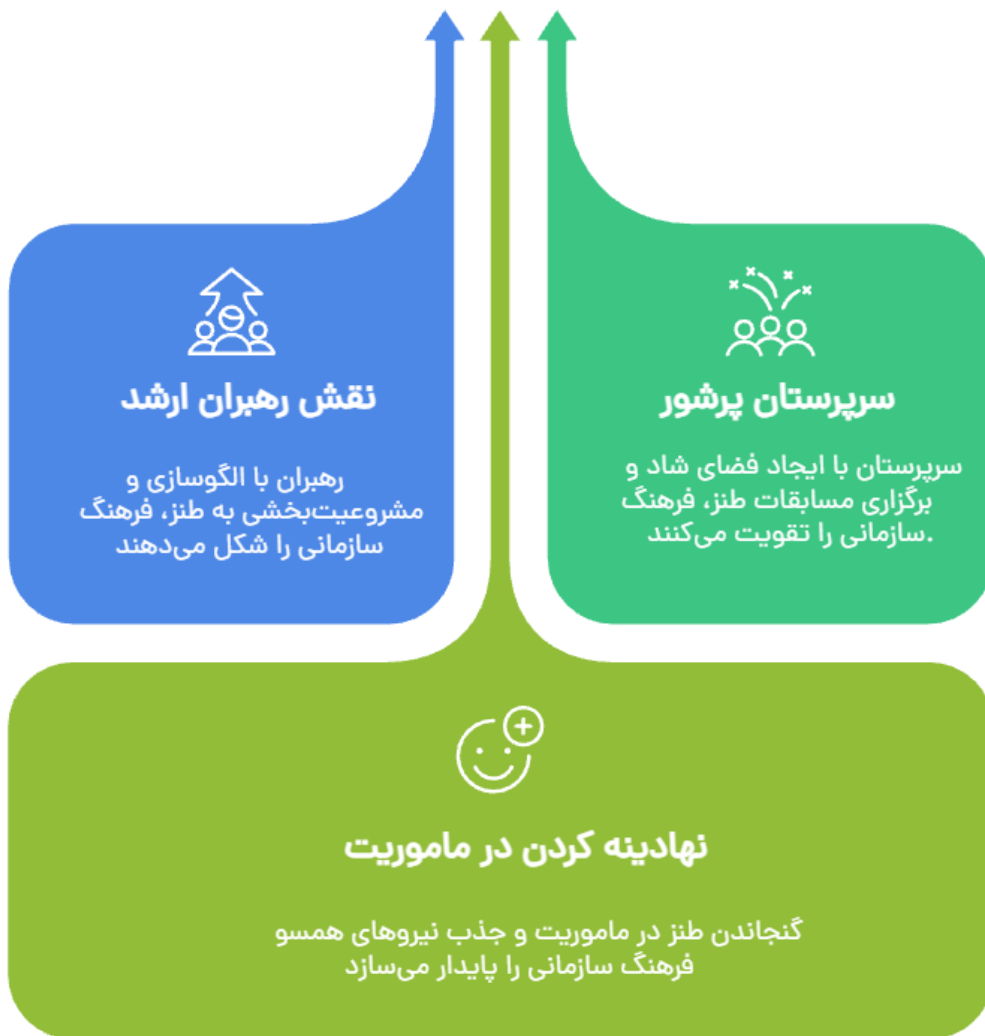 سرپرستان پرشور
سرپرستان با ایجاد فضای شاد و
برگزاری مسابقات طنز، فرهنگ
سازمانی را تقویت می‌کنند.
نقش رهبران ارشد
رهبران با الگوسازی و
مشروعیت‌بخشی به طنز، فرهنگ
سازمانی را شکل می‌دهند
نهادینه کردن در ماموریت
گنجاندن طنز در ماموریت و جذب نیروهای همسو
فرهنگ سازمانی را پایدار می‌سازد